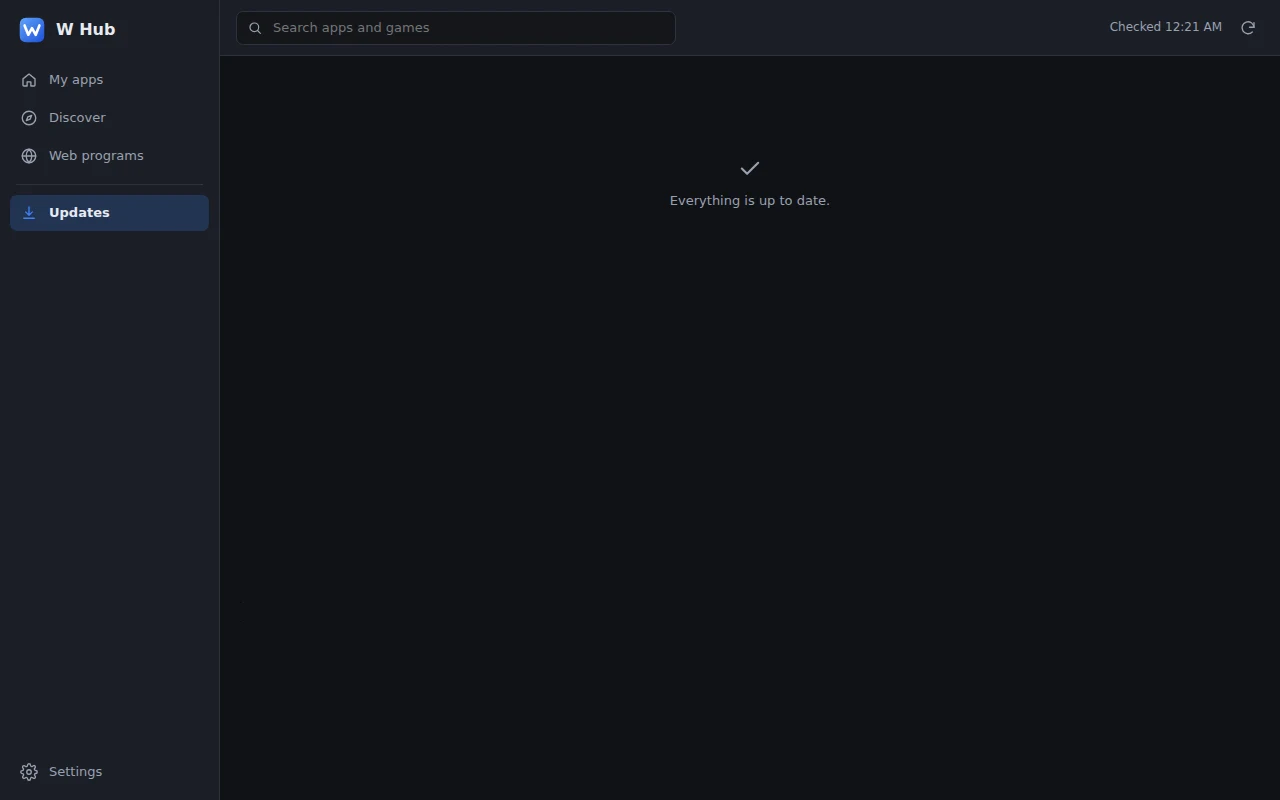 W Hub
Search apps and games
Checked 12:21 AM
My apps
Discover
Web programs
Updates
Everything is up to date.
Settings